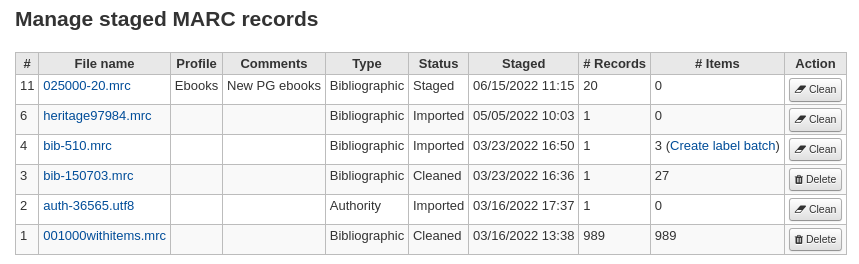 Manage staged MARC records
# File name Profile Comments Type Status Staged # Records # Items Action
11 025000-20.mrc Ebooks New PG ebooks Bibliographic Staged 06/15/2022 11:15 20 0 Clean
6 heritage97984.mrc Bibliographic Imported 05/05/2022 10:03 1 0 Clean
4 bib-510.mrc Bibliographic Imported 03/23/2022 16:50 1 3 (Create label batch) Clean
3 bib-150703.mrc Bibliographic Cleaned 03/23/2022 16:36 1 27 Delete
2 auth-36565.utf8 Authority Imported 03/16/2022 17:37 1 0 Clean
1 001000withitems.mrc Bibliographic Cleaned 03/16/2022 13:38 989 989 Delete